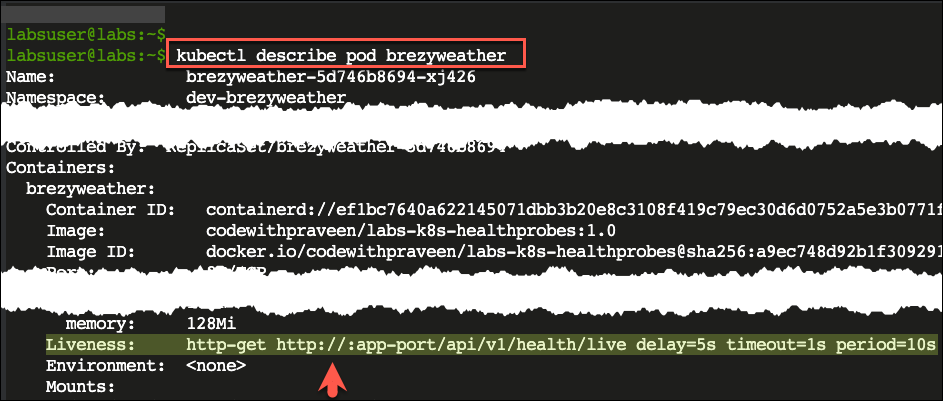 labsuser@labs:~$
labsuser@labs:~$ kubectl describe pod brezyweather
Name: brezyweather-5d746b8694-xj426
Namespace: dev-brezyweather
Controlled By: ReplicaSet/brezyweather-5d746b8694
Containers:
brezyweather:
Container ID: containerd://ef1bc7640a622145071dbb3b20e8c3108f419c79ec30d6d0752a5e3b0771f
Image: codewithpraveen/labs-k8s-healthprobes:1.0
Image ID: docker.io/codewithpraveen/labs-k8s-healthprobes@sha256:a9ec748d92b1f309291
memory: 128Mi
Liveness: http-get http://:app-port/api/v1/health/live delay=5s timeout=1s period=10s
Environment: <none>
Mounts: